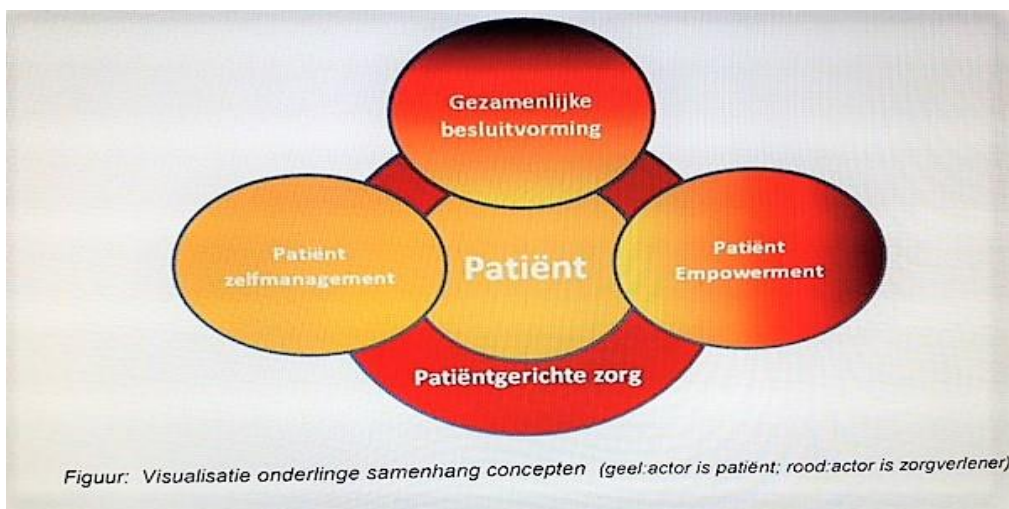 Gezamenlijke
besluitvorming
Patiënt
zelfmanagement
Patiënt
Patiënt
Empowerment
Patiëntgerichte zorg
Figuur: Visualisatie onderlinge samenhang concepten (geel:actor is patiënt; rood:actor is zorgverlener)